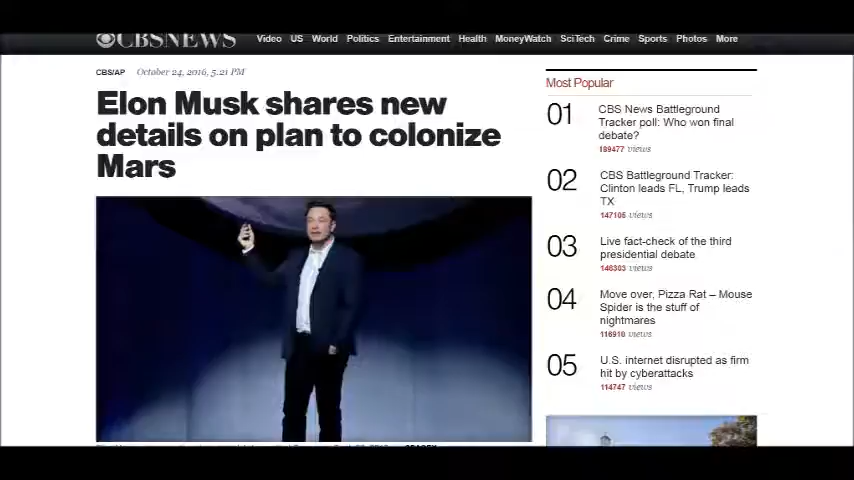 CBSNEWS
Video US World Politics Entertainment Health MoneyWatch SciTech Crime Sports Photos More
CBS/AP October 24, 2016, 5:21 PM
Elon Musk shares new
details on plan to colonize
Mars
Most Popular
01 CBS News Battleground
Tracker poll: Who won final
debate?
189477 views
02 CBS Battleground Tracker:
Clinton leads FL, Trump leads
TX
147105 views
03 Live fact-check of the third
presidential debate
146303 views
04 Move over, Pizza Rat – Mouse
Spider is the stuff of
nightmares
116910 views
05 U.S. internet disrupted as firm
hit by cyberattacks
114747 views